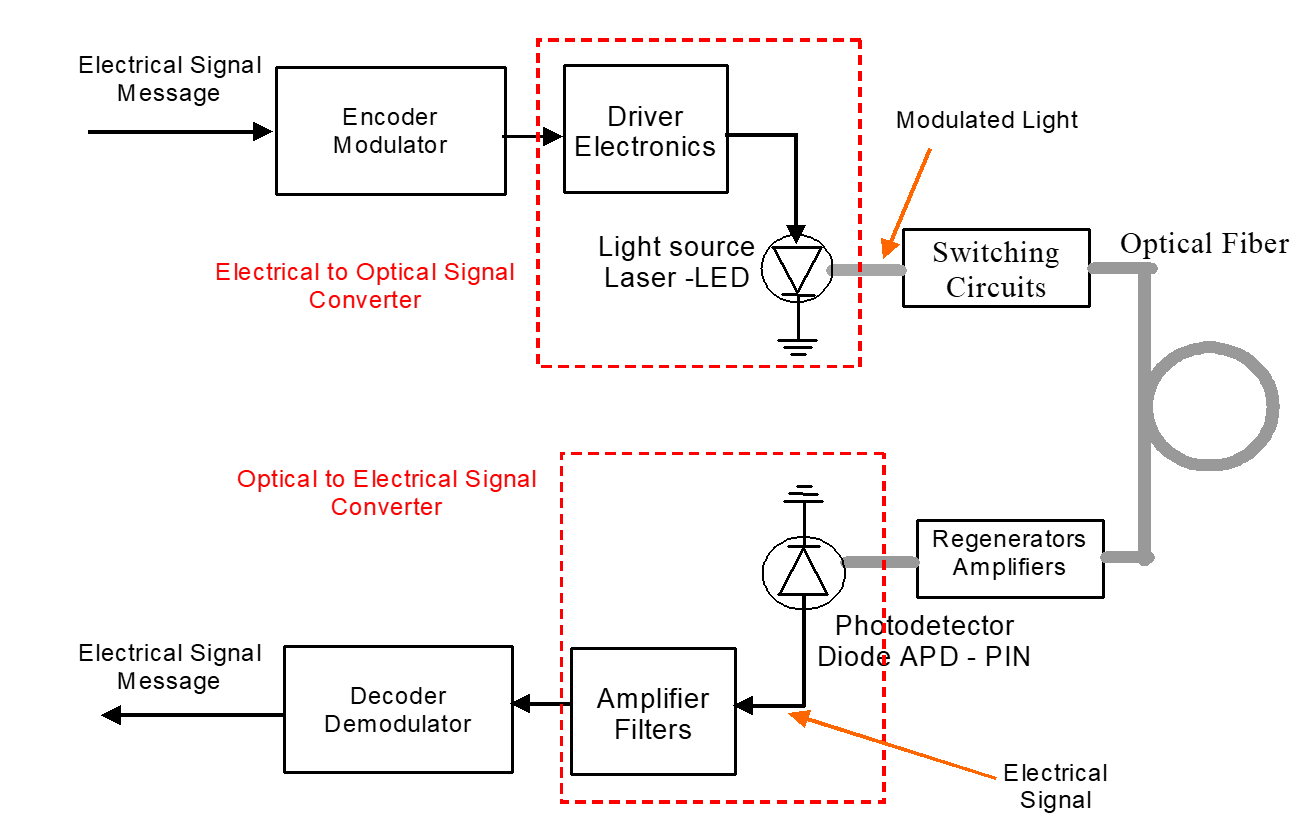 Electrical Signal
Message
Encoder
Modulator
Driver
Electronics
Modulated Light
Light source
Laser -LED
Electrical to Optical Signal
Converter
Switching
Circuits
Optical Fiber
Optical to Electrical Signal
Converter
Regenerators
Amplifiers
Photodetector
Diode APD - PIN
Electrical Signal
Message
Decoder
Demodulator
Amplifier
Filters
Electrical
Signal